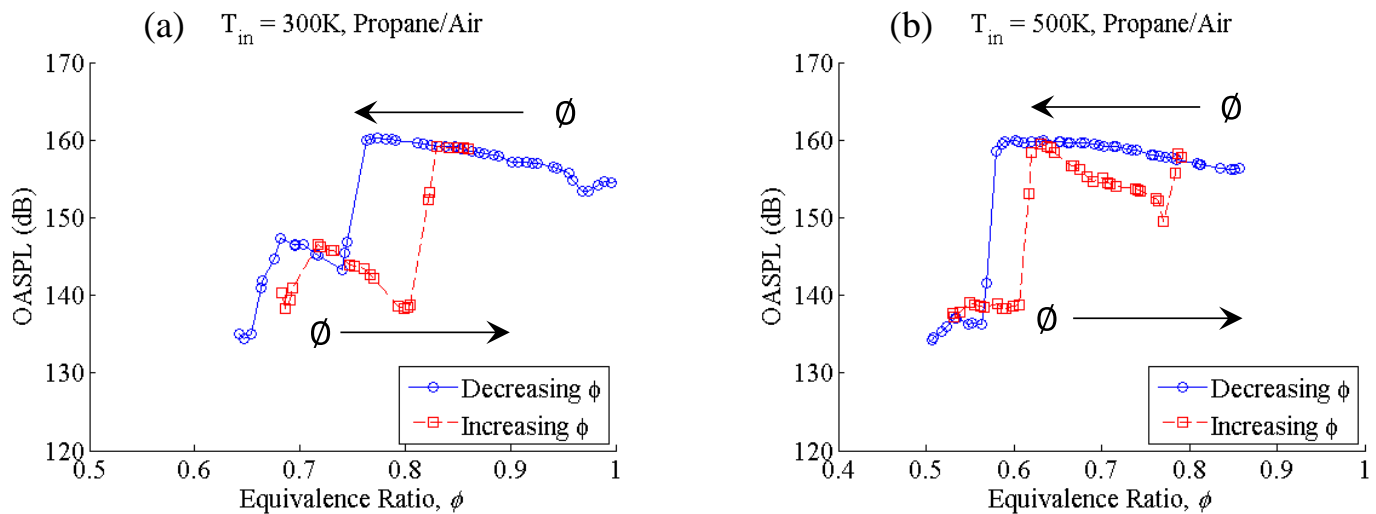 (a) T_in = 300K, Propane/Air
170
160
150
140
130
120
OASPL (dB)
Ø
Ø
Decreasing ϕ
Increasing ϕ
0.5 0.6 0.7 0.8 0.9 1
Equivalence Ratio, ϕ
(b) T_in = 500K, Propane/Air
170
160
150
140
130
120
OASPL (dB)
Ø
Ø
Decreasing ϕ
Increasing ϕ
0.4 0.5 0.6 0.7 0.8 0.9 1
Equivalence Ratio, ϕ